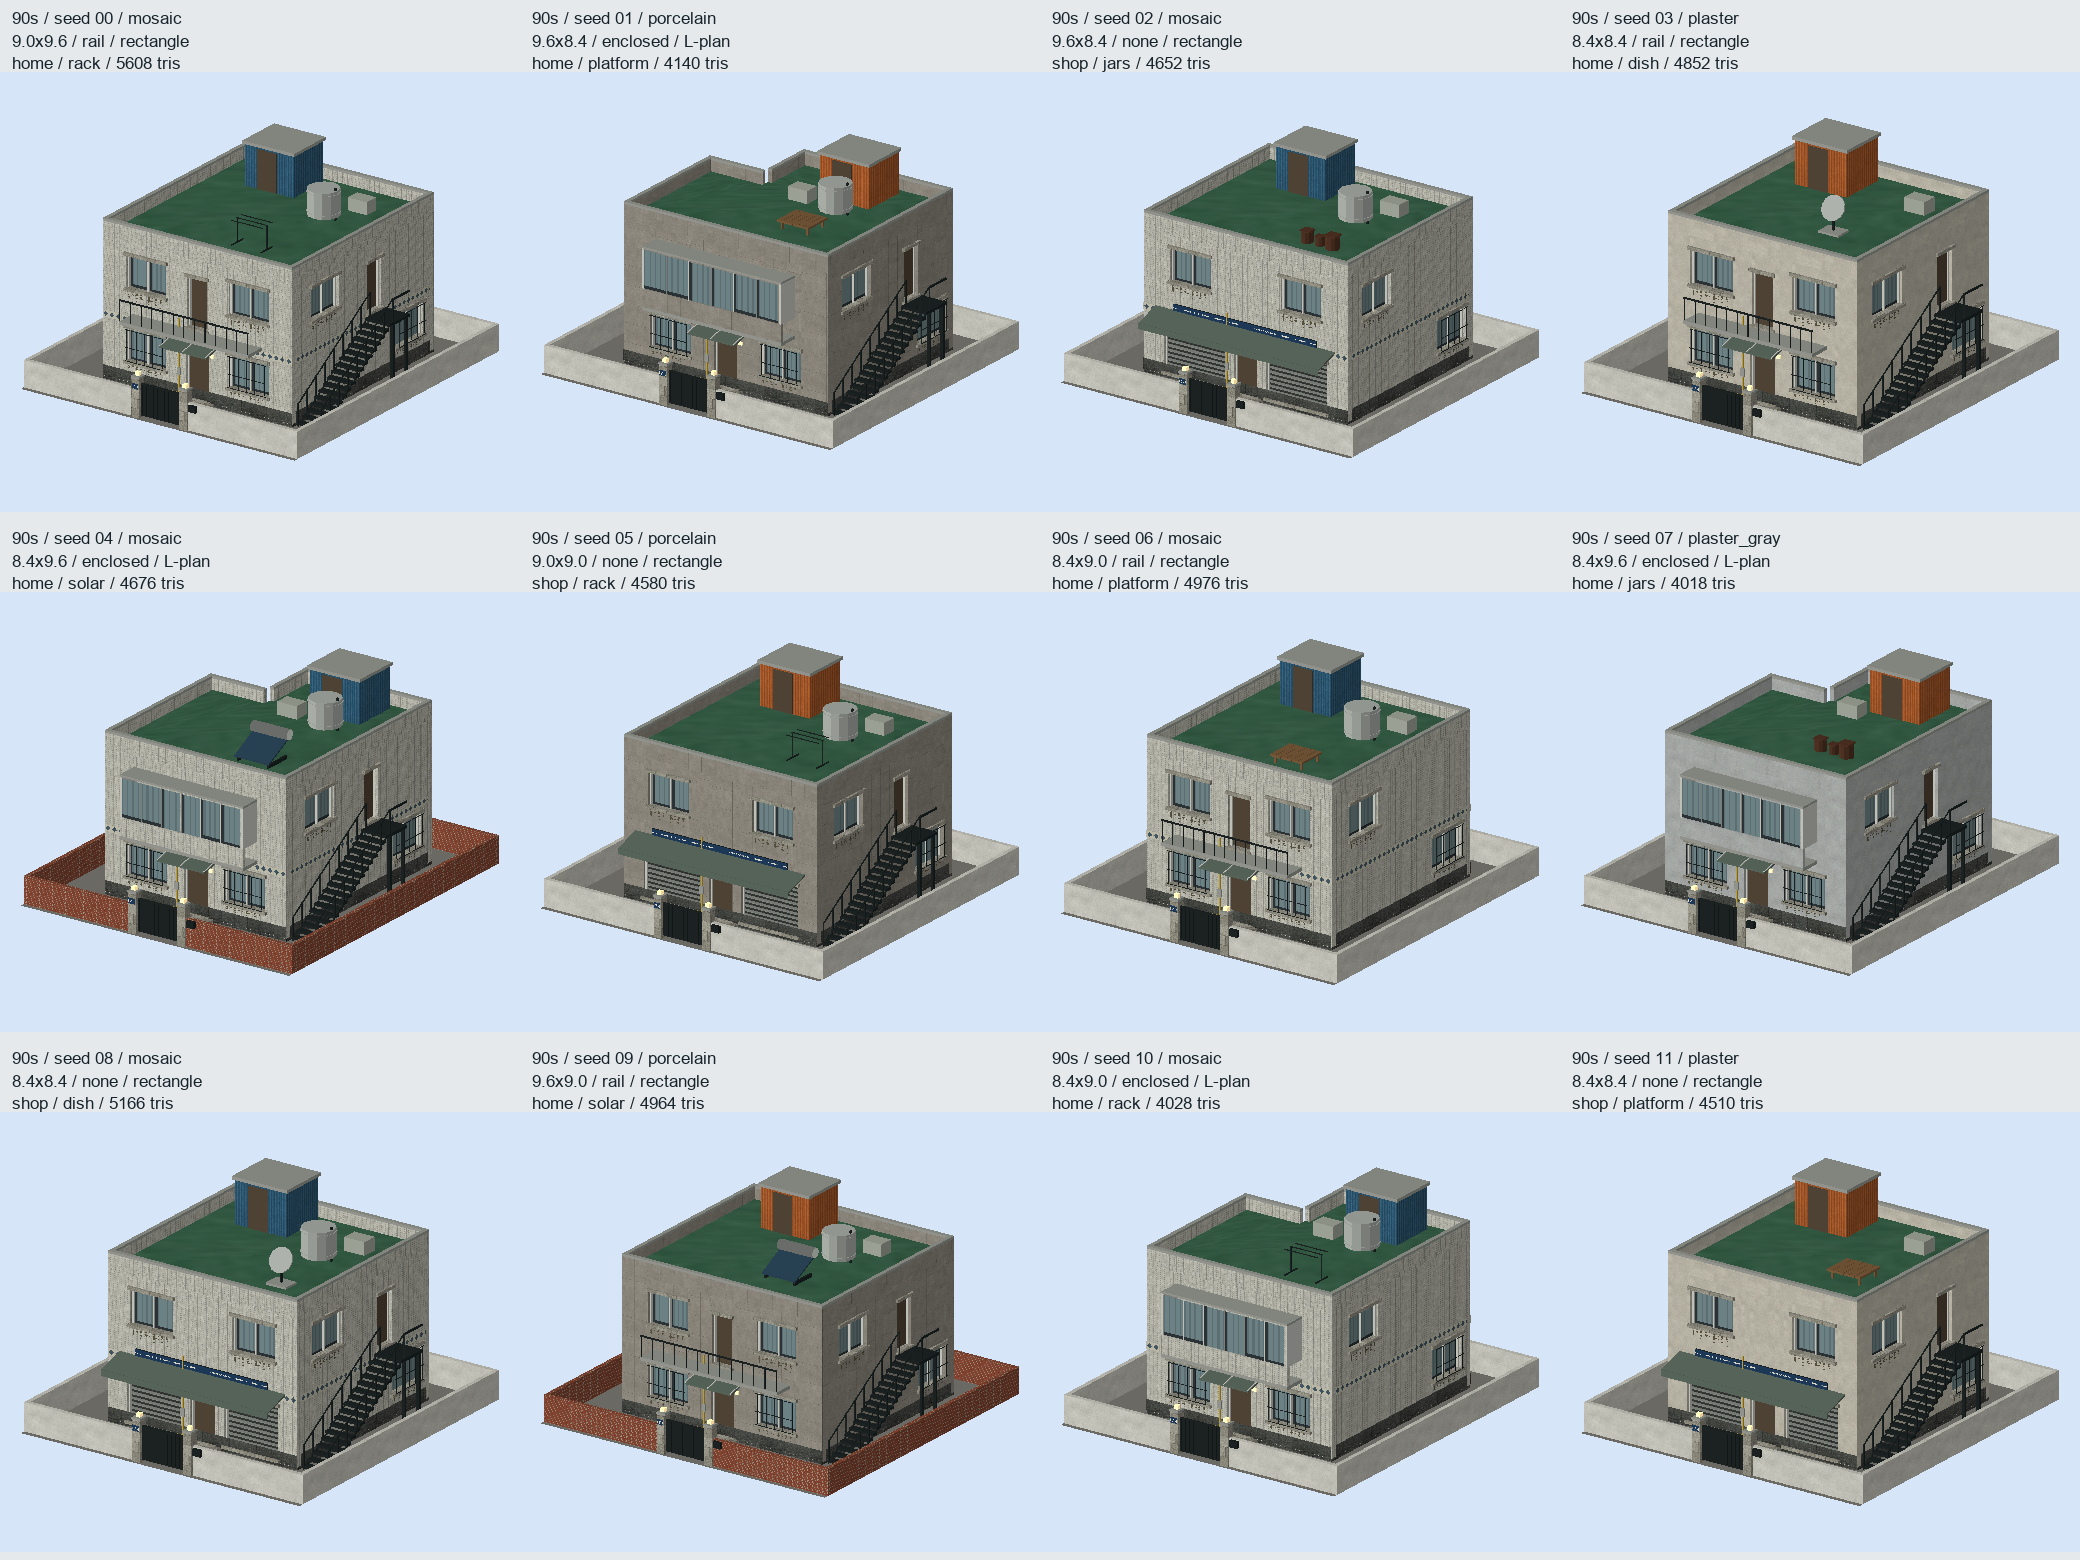 90s / seed 00 / mosaic
9.0x9.6 / rail / rectangle
home / rack / 5608 tris
90s / seed 01 / porcelain
9.6x8.4 / enclosed / L-plan
home / platform / 4140 tris
90s / seed 02 / mosaic
9.6x8.4 / none / rectangle
shop / jars / 4652 tris
90s / seed 03 / plaster
8.4x8.4 / rail / rectangle
home / dish / 4852 tris
90s / seed 04 / mosaic
8.4x9.6 / enclosed / L-plan
home / solar / 4676 tris
90s / seed 05 / porcelain
9.0x9.0 / none / rectangle
shop / rack / 4580 tris
90s / seed 06 / mosaic
8.4x9.0 / rail / rectangle
home / platform / 4976 tris
90s / seed 07 / plaster_gray
8.4x9.6 / enclosed / L-plan
home / jars / 4018 tris
90s / seed 08 / mosaic
8.4x8.4 / none / rectangle
shop / dish / 5166 tris
90s / seed 09 / porcelain
9.6x9.0 / rail / rectangle
home / solar / 4964 tris
90s / seed 10 / mosaic
8.4x9.0 / enclosed / L-plan
home / rack / 4028 tris
90s / seed 11 / plaster
8.4x8.4 / none / rectangle
shop / platform / 4510 tris